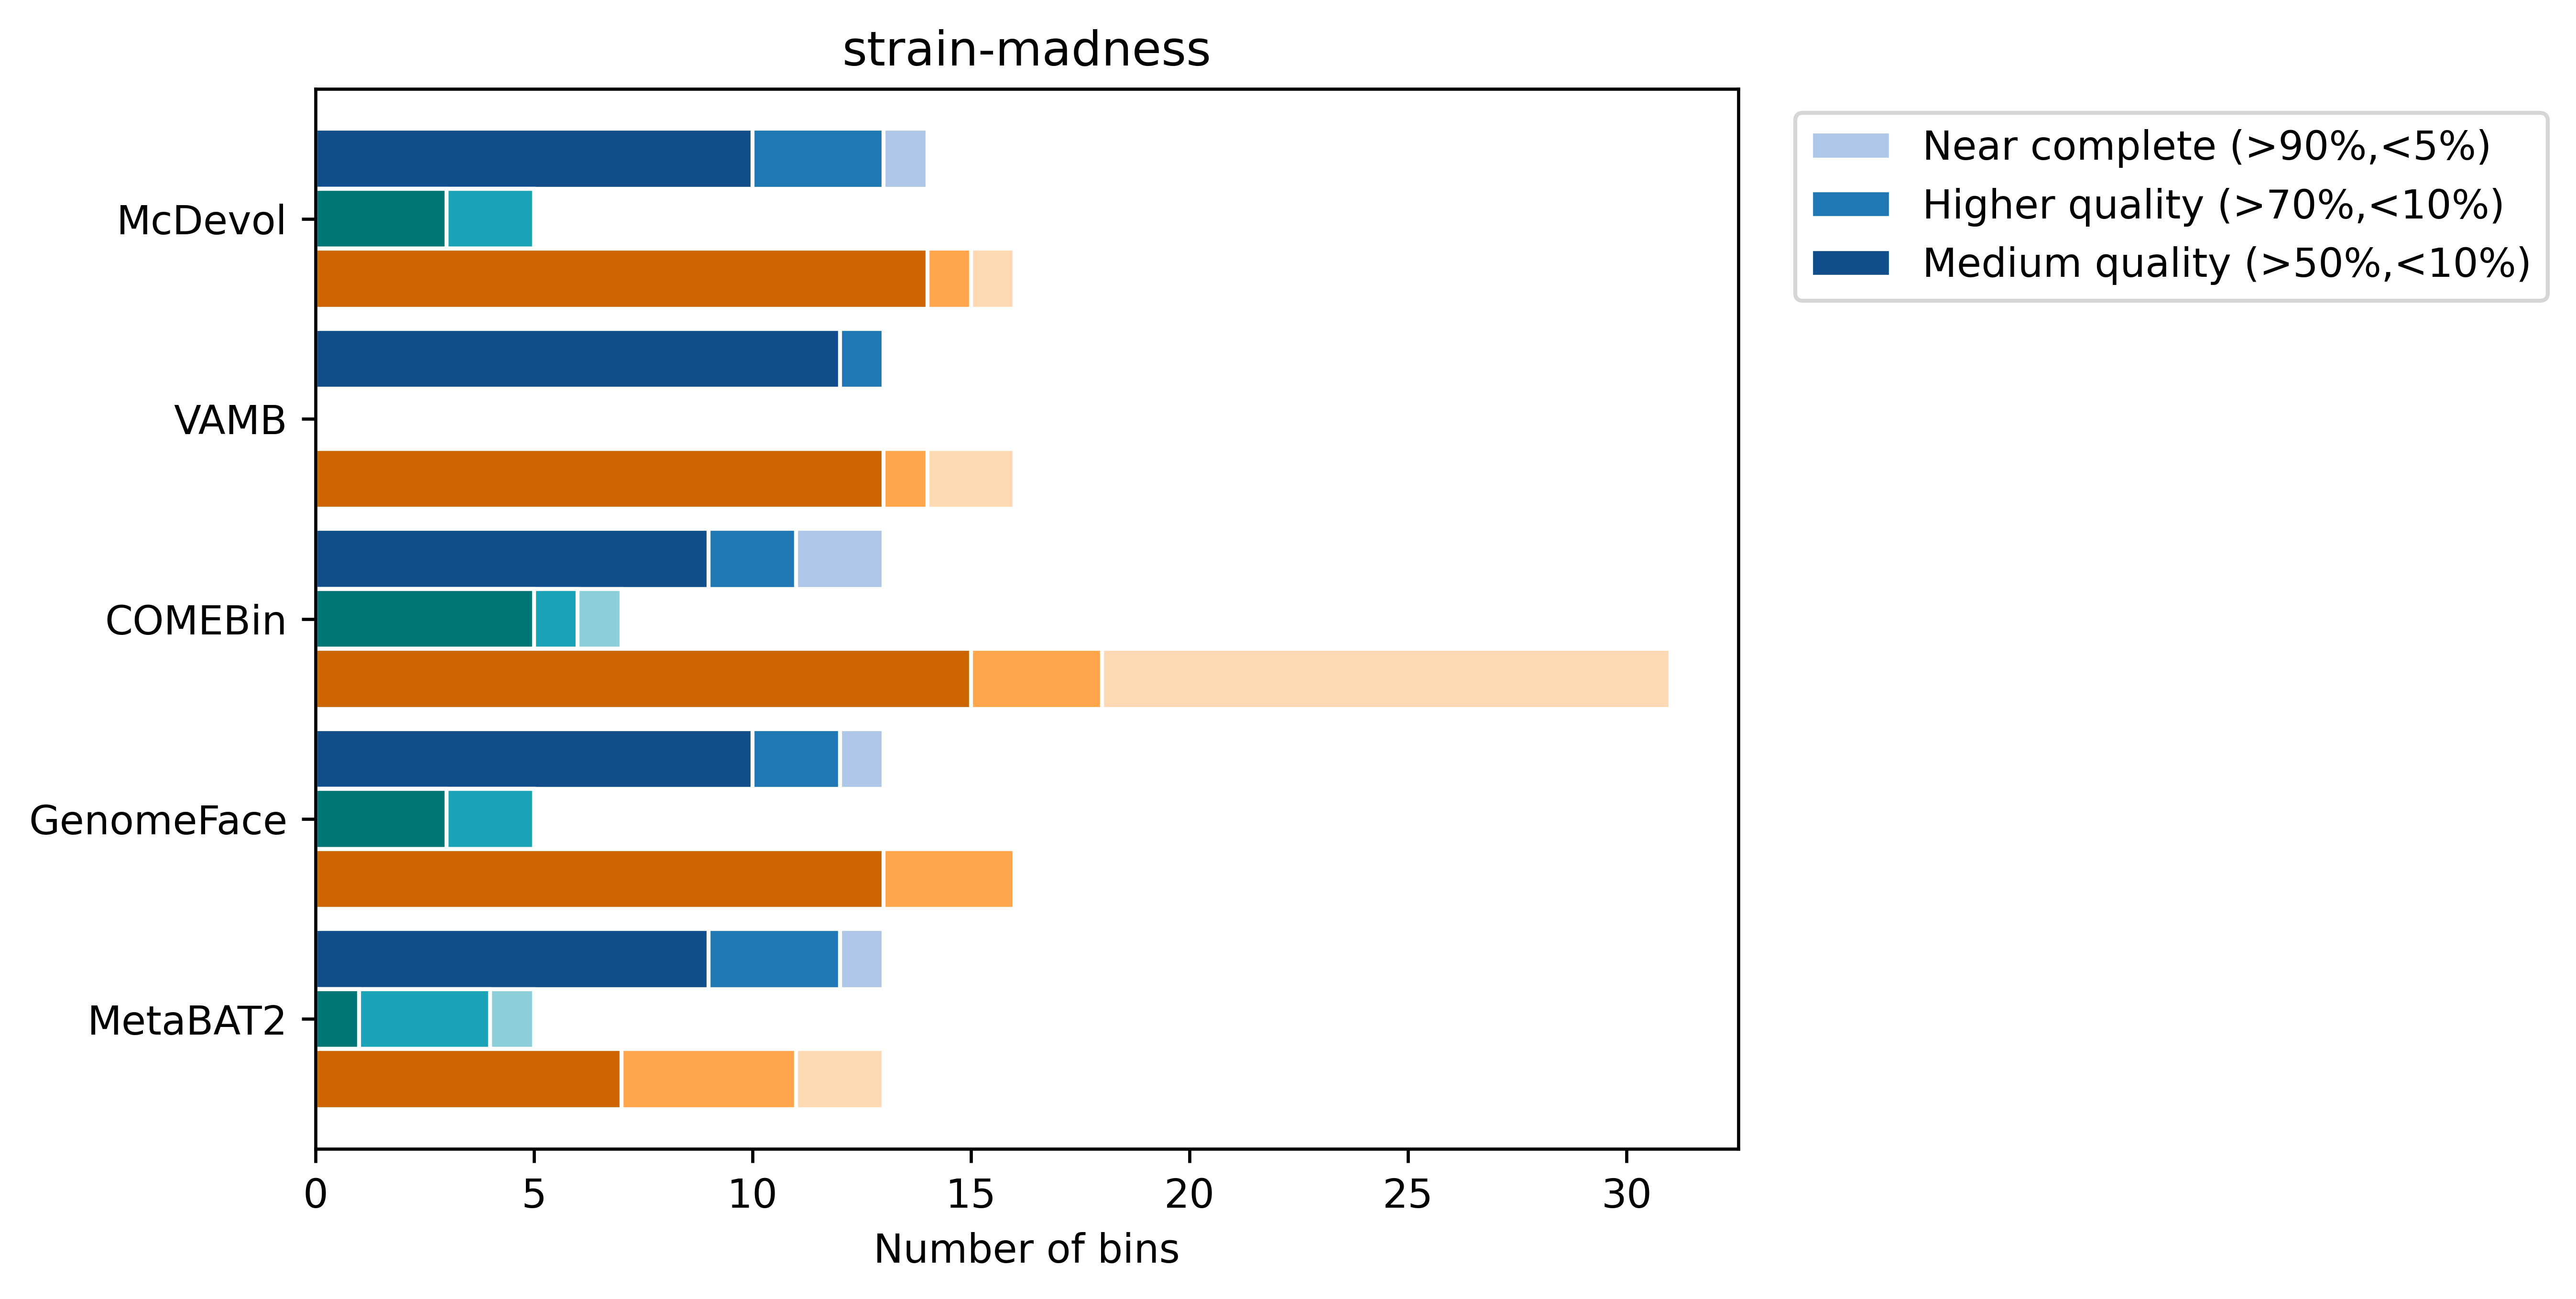 strain-madness
Near complete (>90%,<5%)
Higher quality (>70%,<10%)
Medium quality (>50%,<10%)
McDevol
VAMB
COMEBin
GenomeFace
MetaBAT2
0 5 10 15 20 25 30
Number of bins